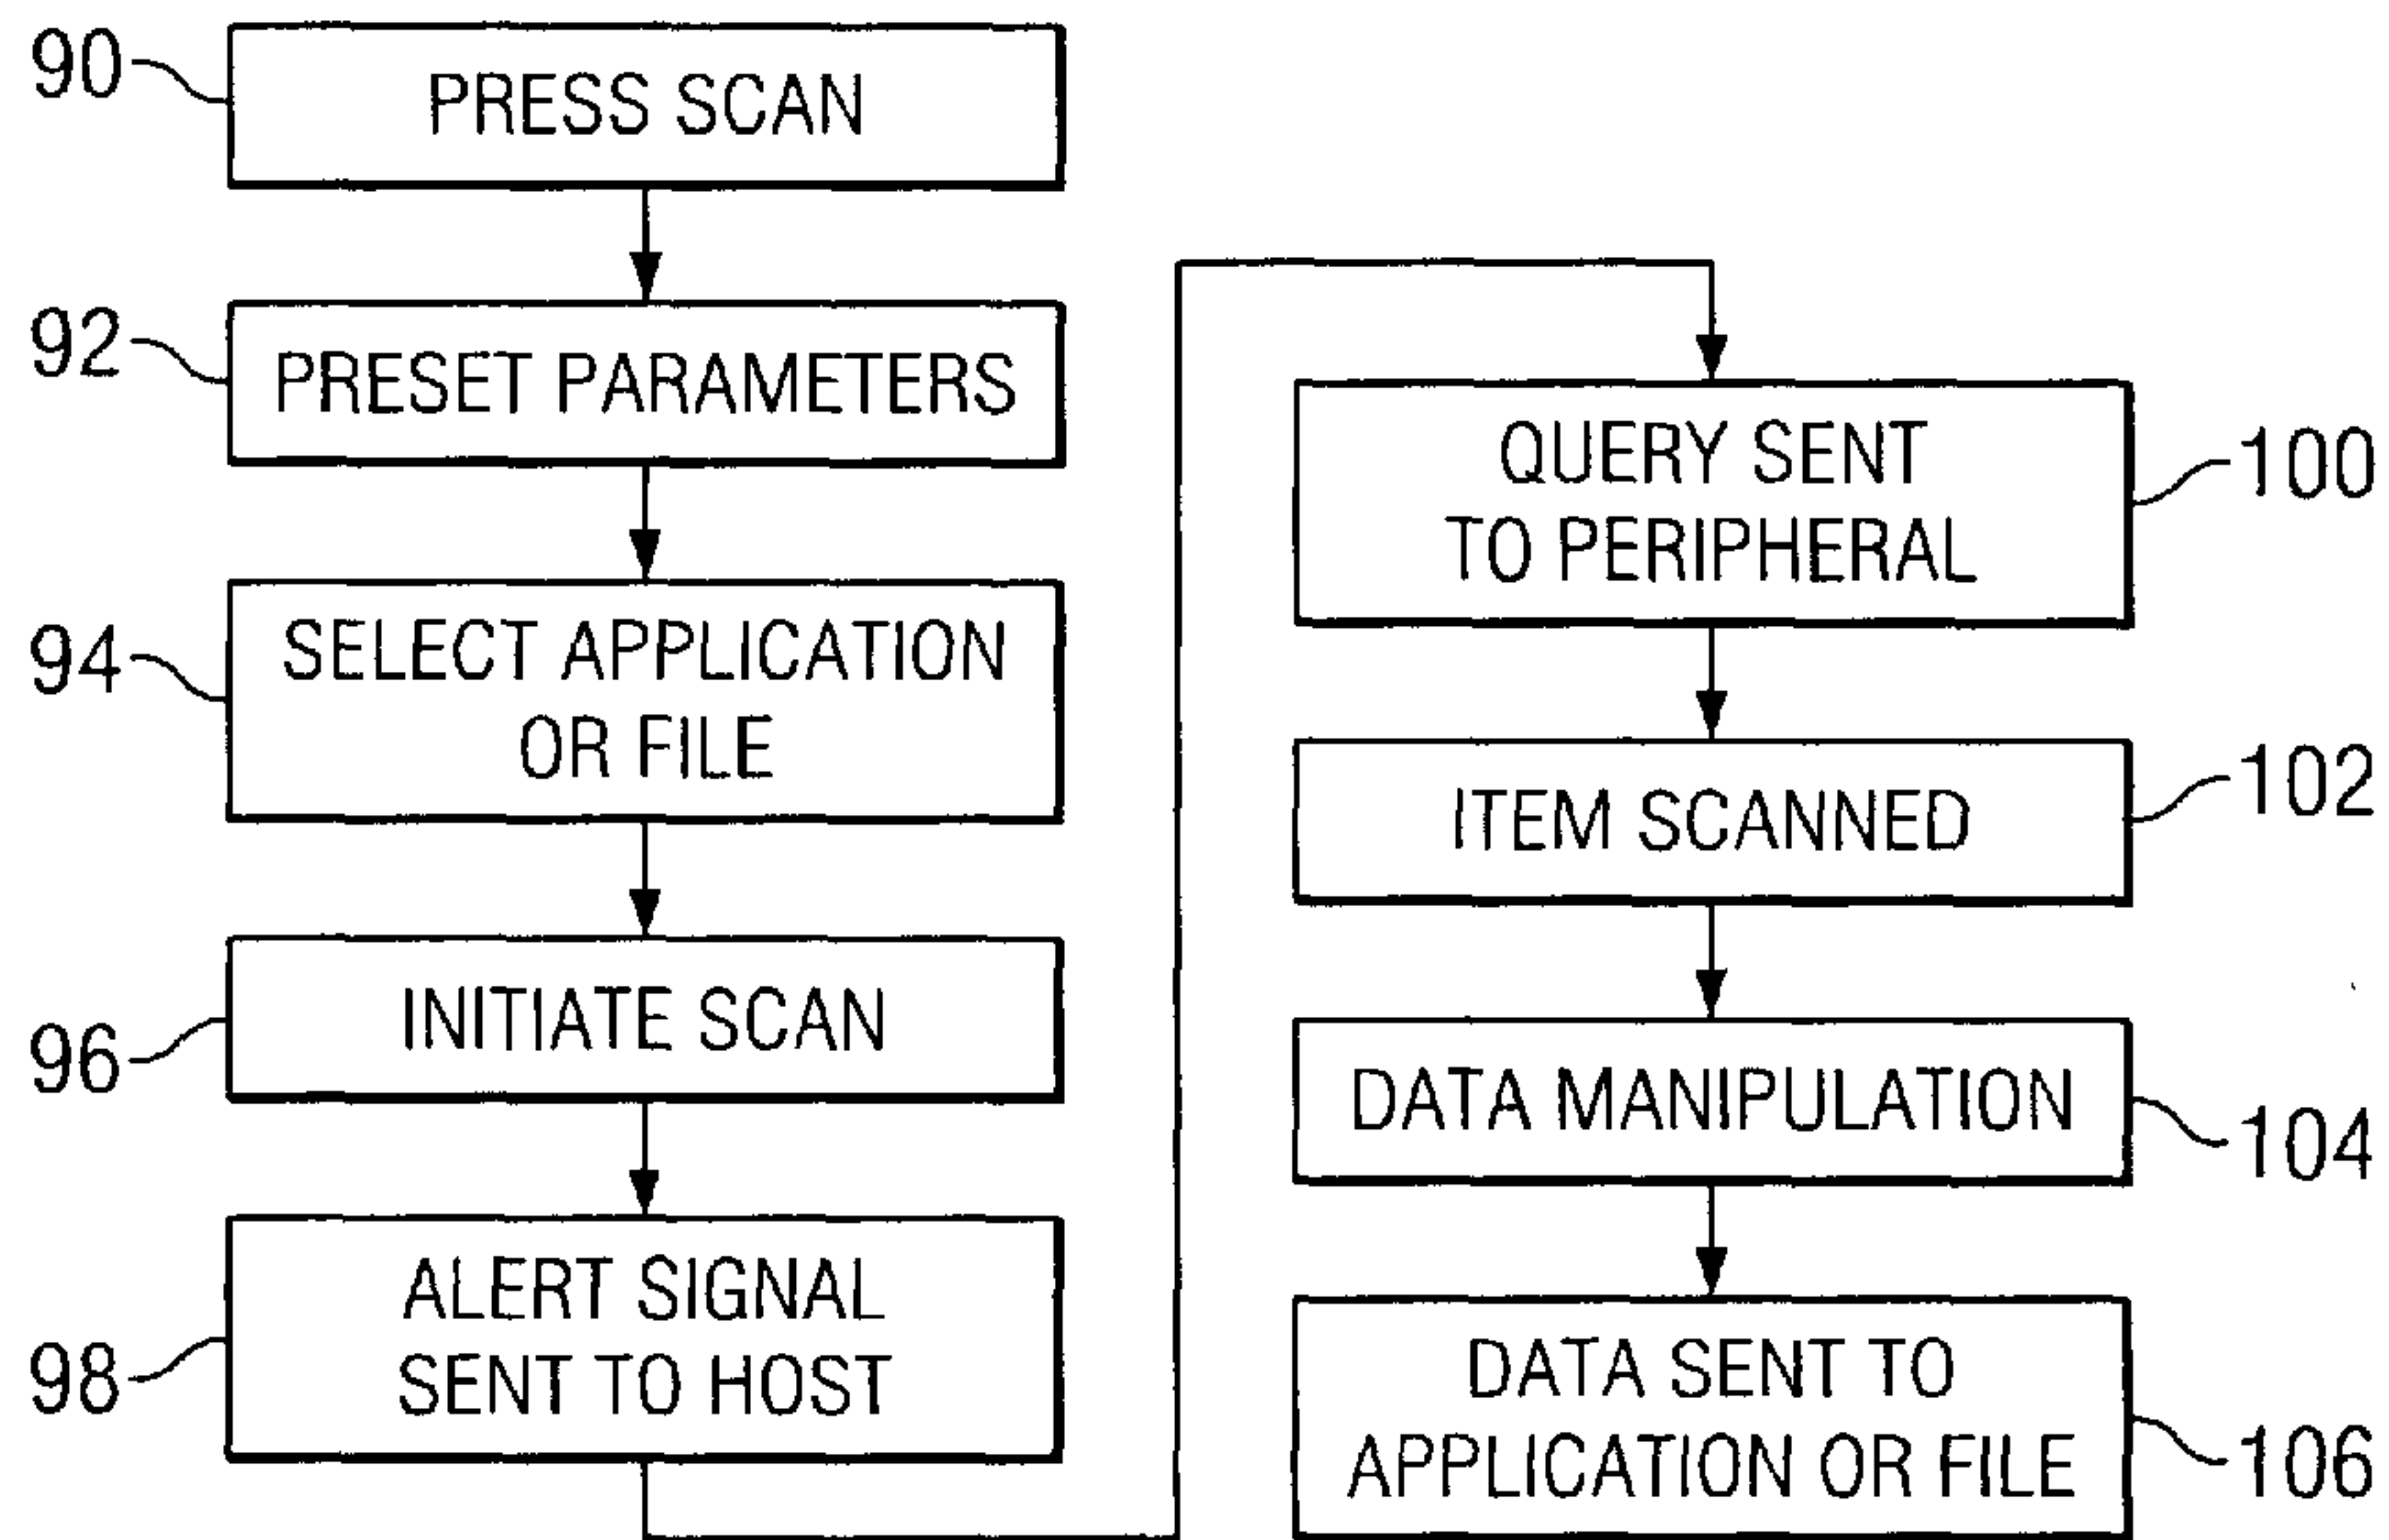 90
PRESS SCAN
92
PRESET PARAMETERS
94
SELECT APPLICATION
OR FILE
96
INITIATE SCAN
98
ALERT SIGNAL
SENT TO HOST
100
QUERY SENT
TO PERIPHERAL
102
ITEM SCANNED
104
DATA MANIPULATION
106
DATA SENT TO
APPLICATION OR FILE